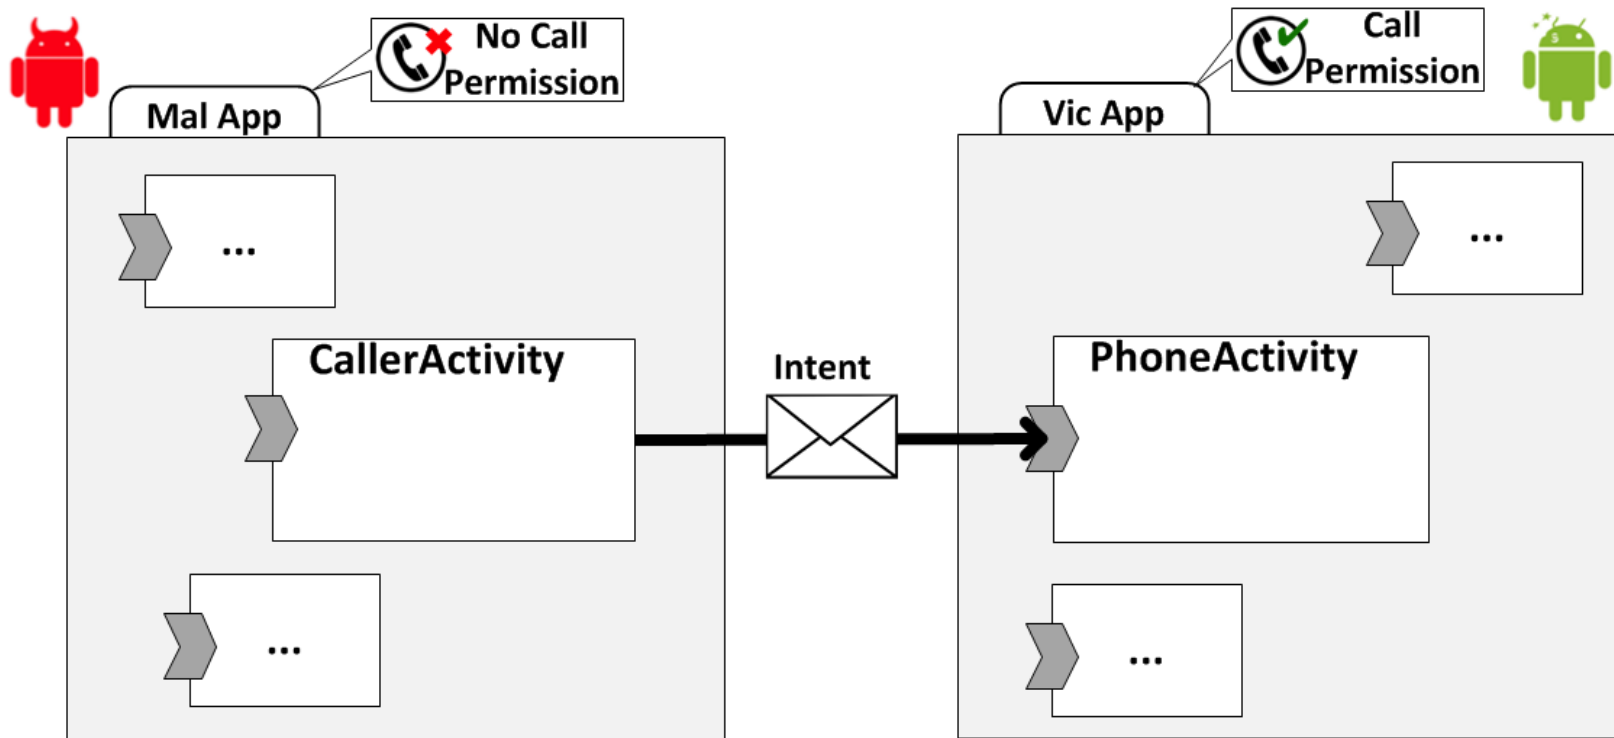 No Call
Permission
Mal App
Call
Permission
Vic App
...
...
CallerActivity
Intent
PhoneActivity
...
...